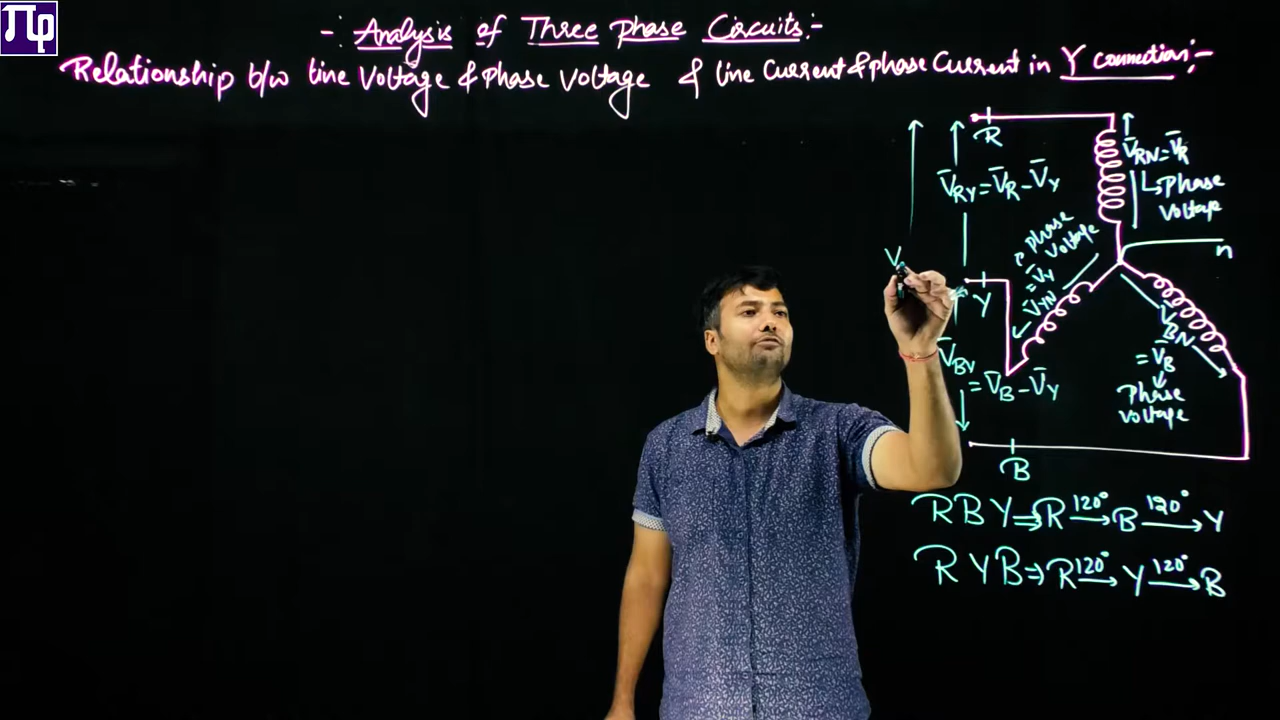 Πφ
-: Analysis of Three phase Circuits:-
Relationship b/w line Voltage & Phase Voltage & line Current & phase Current in Y connection:-
R
V̅RN = V̅R
Phase Voltage
V̅RY = V̅R - V̅Y
phase Voltage
= V̅Y
V̅YN
n
V
Y
V̅BN
= V̅B
Phase Voltage
V̅BY
= V̅B - V̅Y
B
RBY ⇒ R 120° → B 120° → Y
RYB ⇒ R 120° → Y 120° → B